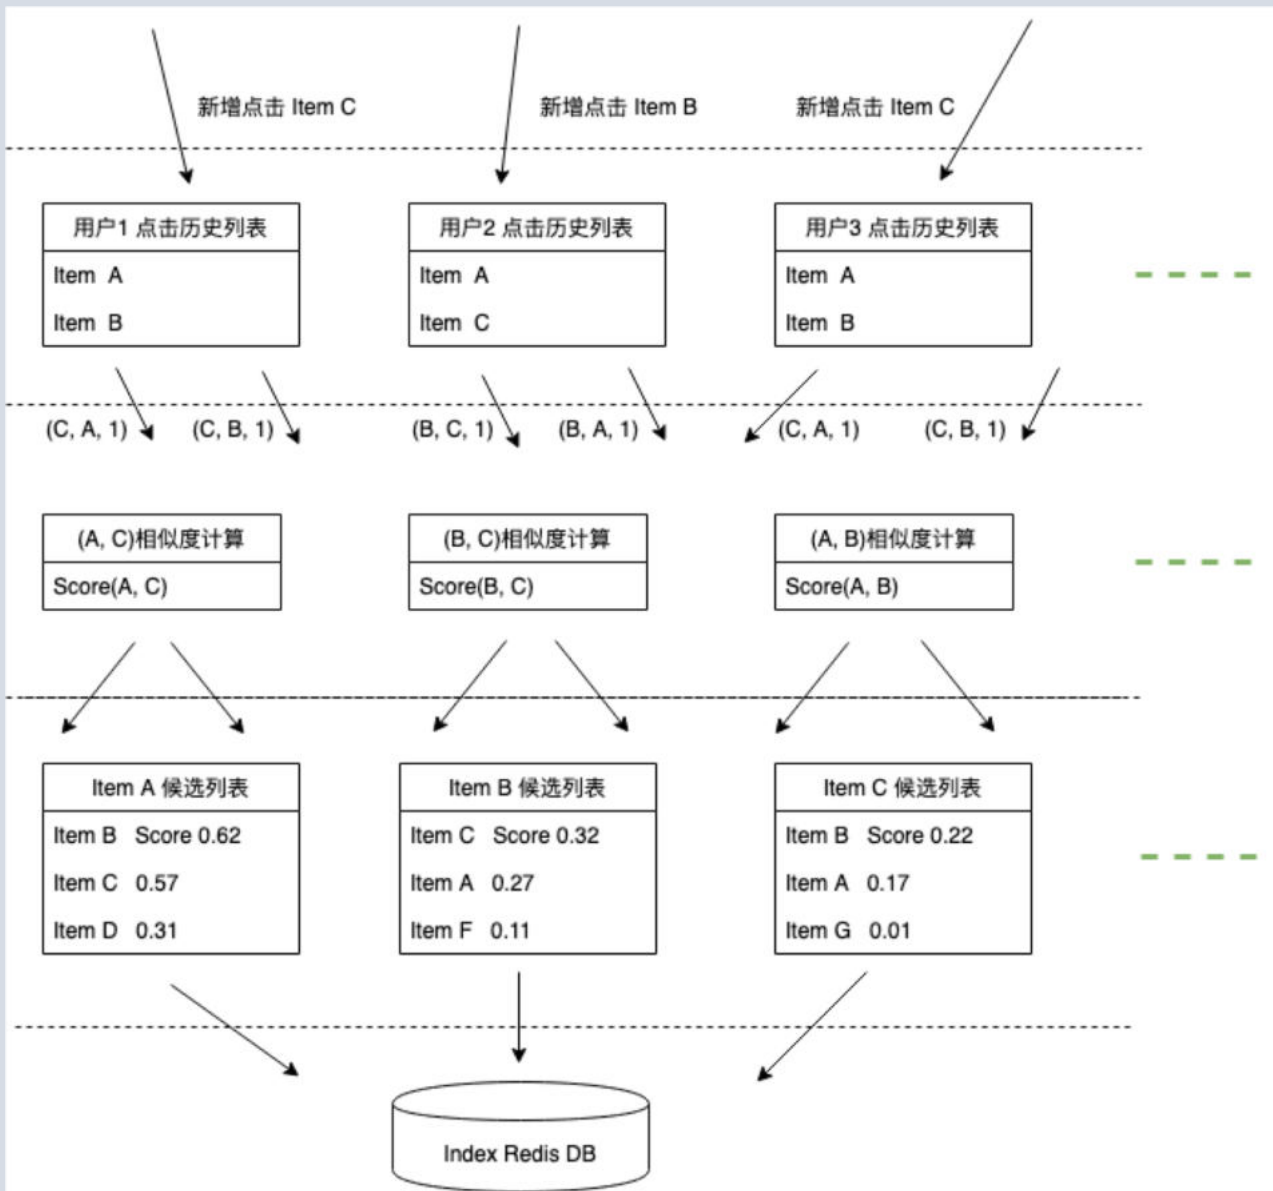 新增点击 Item C
新增点击 Item B
新增点击 Item C
用户1 点击历史列表
Item A
Item B
用户2 点击历史列表
Item A
Item C
用户3 点击历史列表
Item A
Item B
(C, A, 1)
(C, B, 1)
(B, C, 1)
(B, A, 1)
(C, A, 1)
(C, B, 1)
(A, C)相似度计算
Score(A, C)
(B, C)相似度计算
Score(B, C)
(A, B)相似度计算
Score(A, B)
Item A 候选列表
Item B Score 0.62
Item C 0.57
Item D 0.31
Item B 候选列表
Item C Score 0.32
Item A 0.27
Item F 0.11
Item C 候选列表
Item B Score 0.22
Item A 0.17
Item G 0.01
Index Redis DB